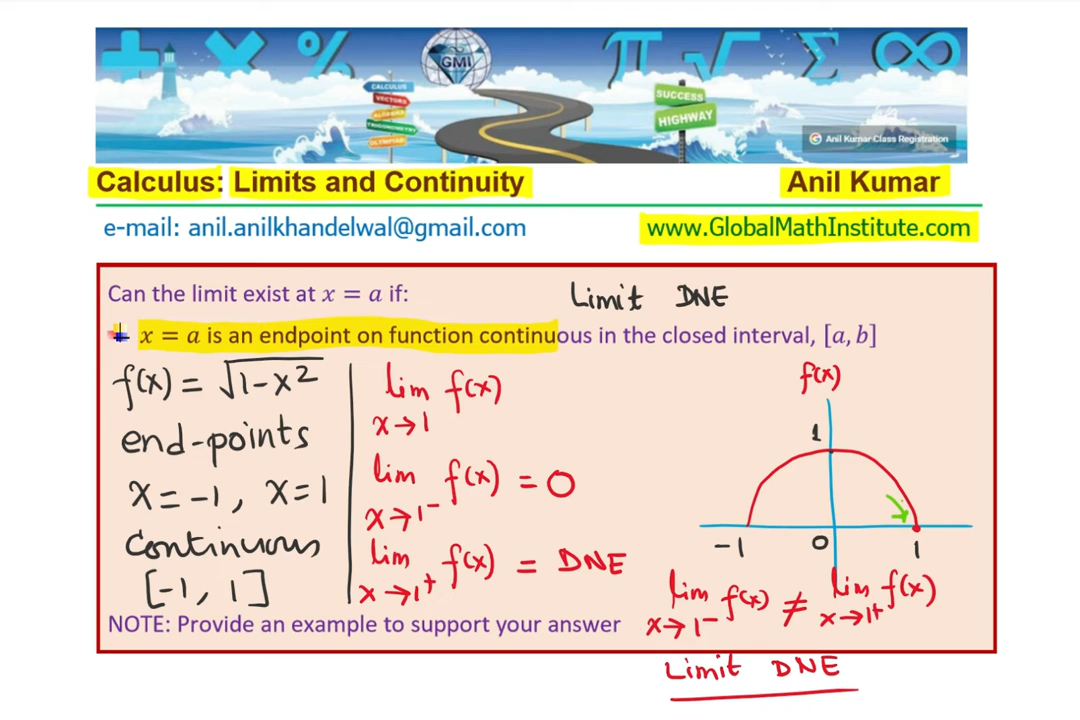 + × % GMI π √ Σ ∞
CALCULUS
VECTORS
ALGEBRA
TRIGONOMETRY
OLYMPIAD
SUCCESS
HIGHWAY
Anil Kumar Class Registration
Calculus: Limits and Continuity Anil Kumar
e-mail: anil.anilkhandelwal@gmail.com www.GlobalMathInstitute.com
Can the limit exist at x = a if: Limit DNE
x = a is an endpoint on function continuous in the closed interval, [a, b]
f(x) = √1-x²
end-points
x = -1, x = 1
Continuous
[-1, 1]
lim f(x)
x→1
lim f(x) = 0
x→1⁻
lim f(x) = DNE
x→1⁺
f(x)
1
-1 0 1
lim f(x) ≠ lim f(x)
x→1⁻ x→1⁺
NOTE: Provide an example to support your answer
Limit DNE